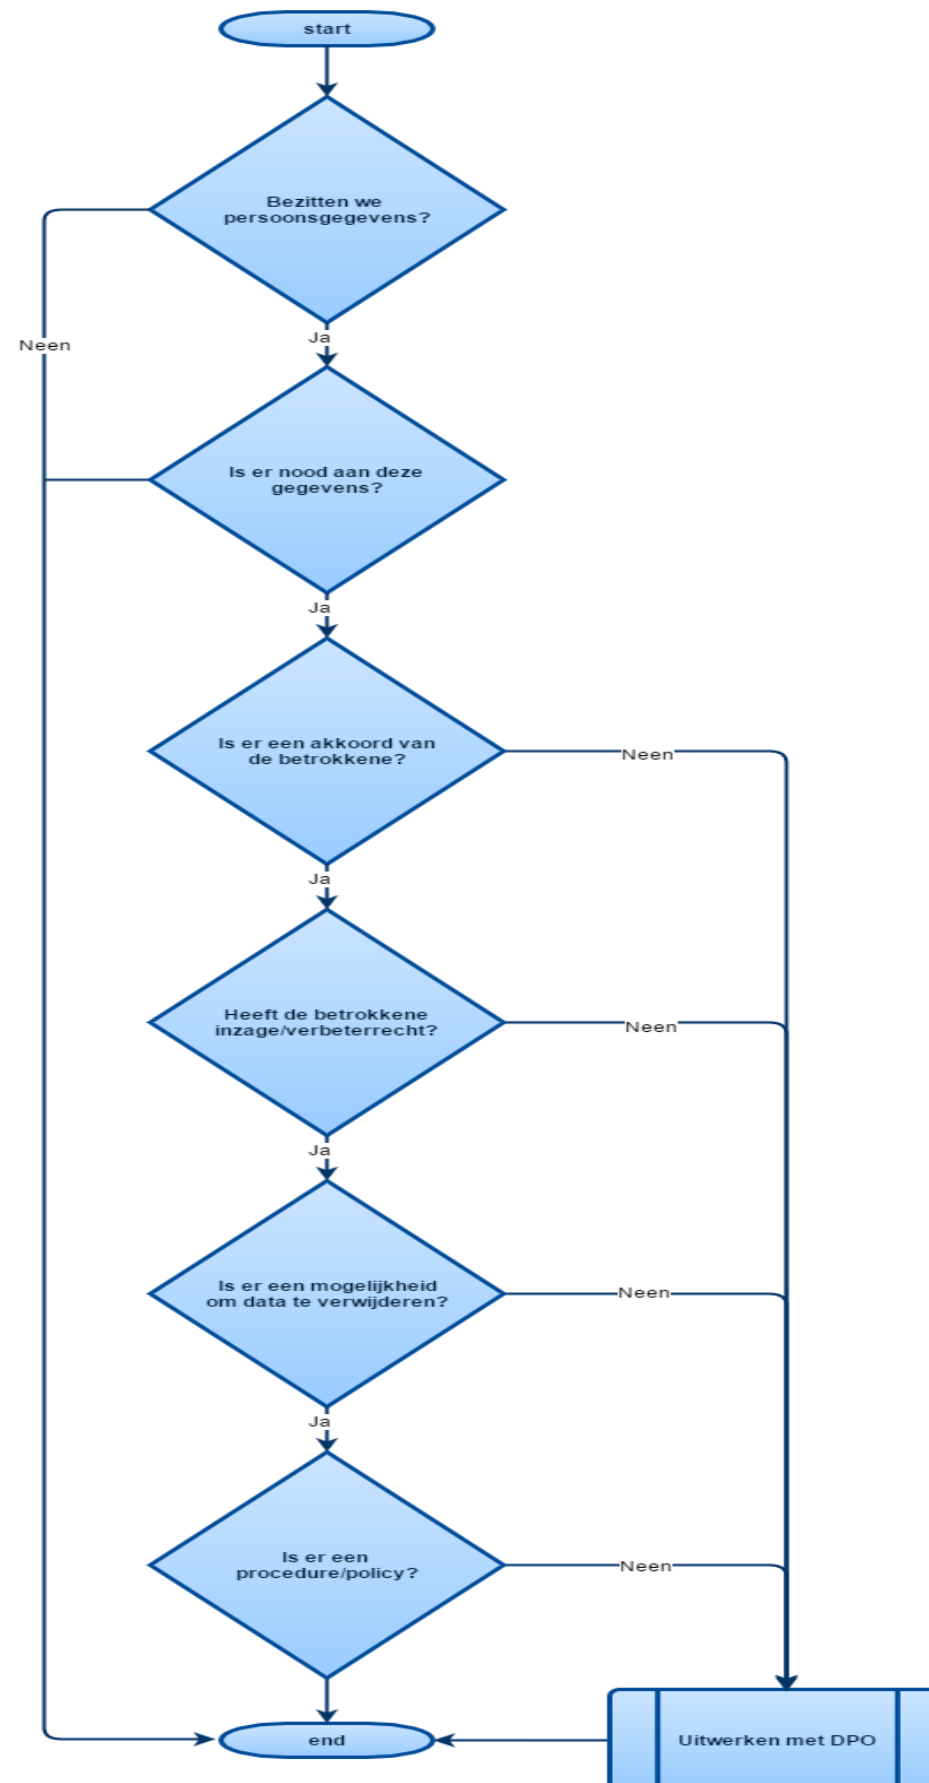 start
Bezitten we
persoonsgegevens?
Neen
Ja
Is er nood aan deze
gegevens?
Ja
Is er een akkoord van
de betrokkene?
Neen
Ja
Heeft de betrokkene
inzage/verbeterrecht?
Neen
Ja
Is er een mogelijkheid
om data te verwijderen?
Neen
Ja
Is er een
procedure/policy?
Neen
end
Uitwerken met DPO